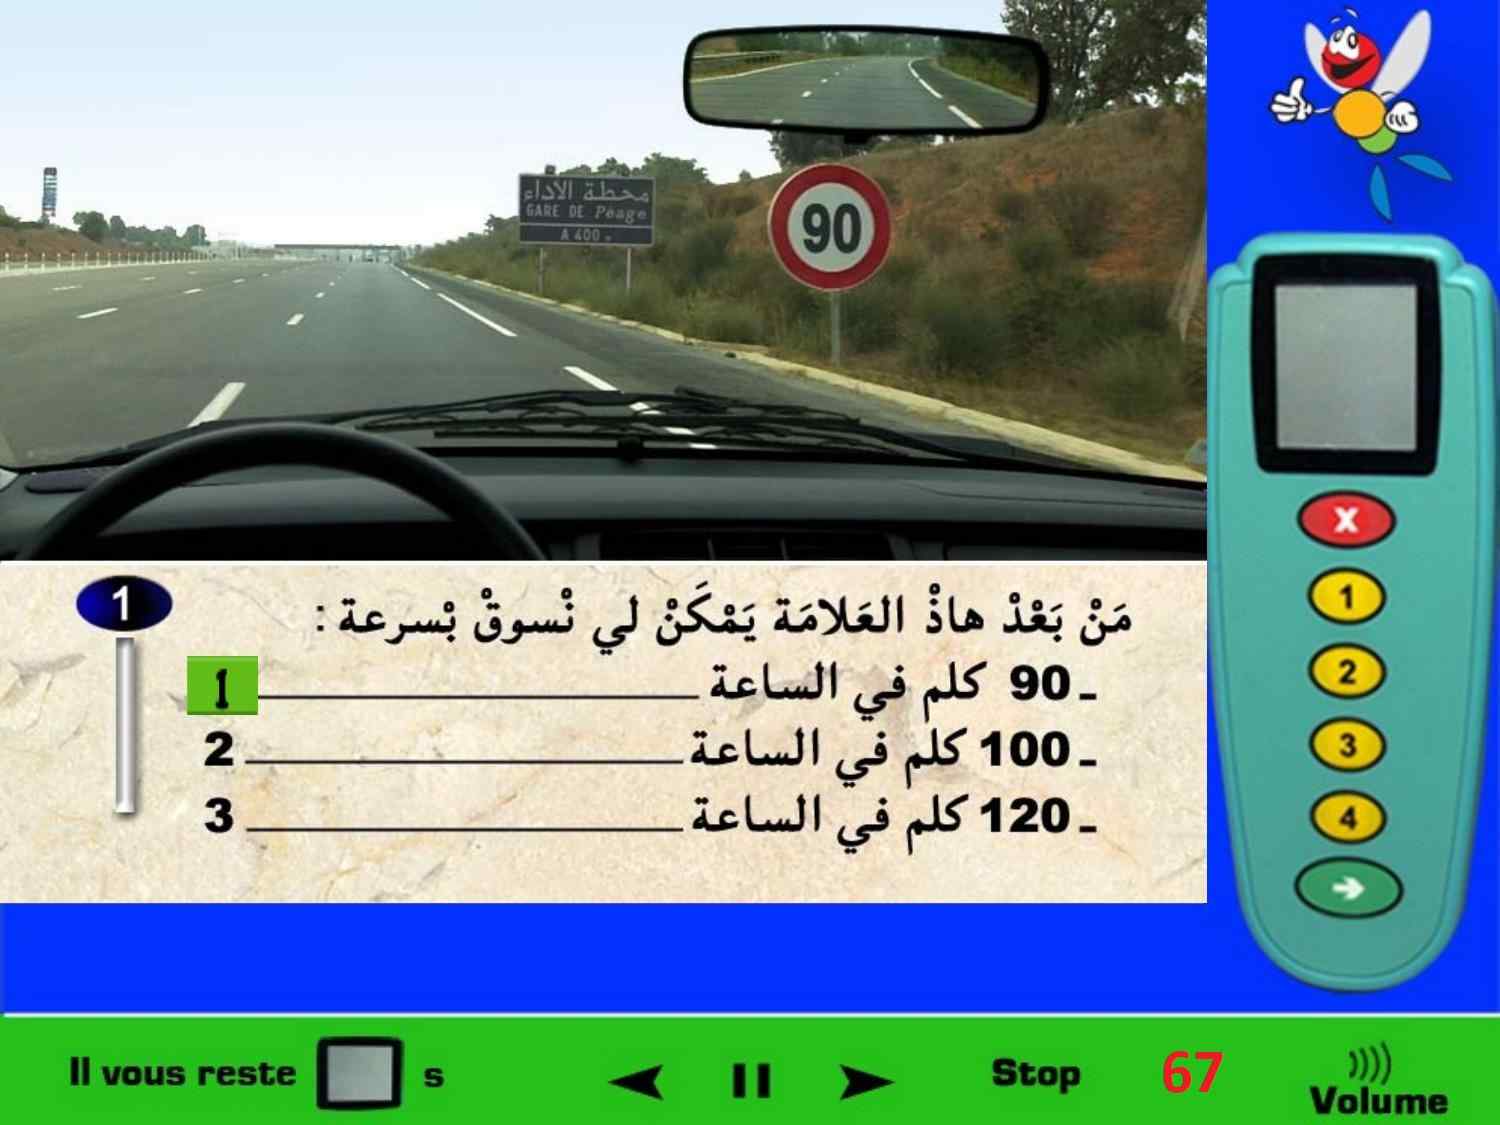 محطة الاداء
GARE DE Péage
A 400 m
90
1
مَنْ بَعْدْ هاذْ العَلامَة يَمْكَنْ لي نْسوقْ بْسرعة :
ـ 90 كلم في الساعة 1
ـ 100 كلم في الساعة 2
ـ 120 كلم في الساعة 3
X
1
2
3
4
Il vous reste s
Stop
67
Volume